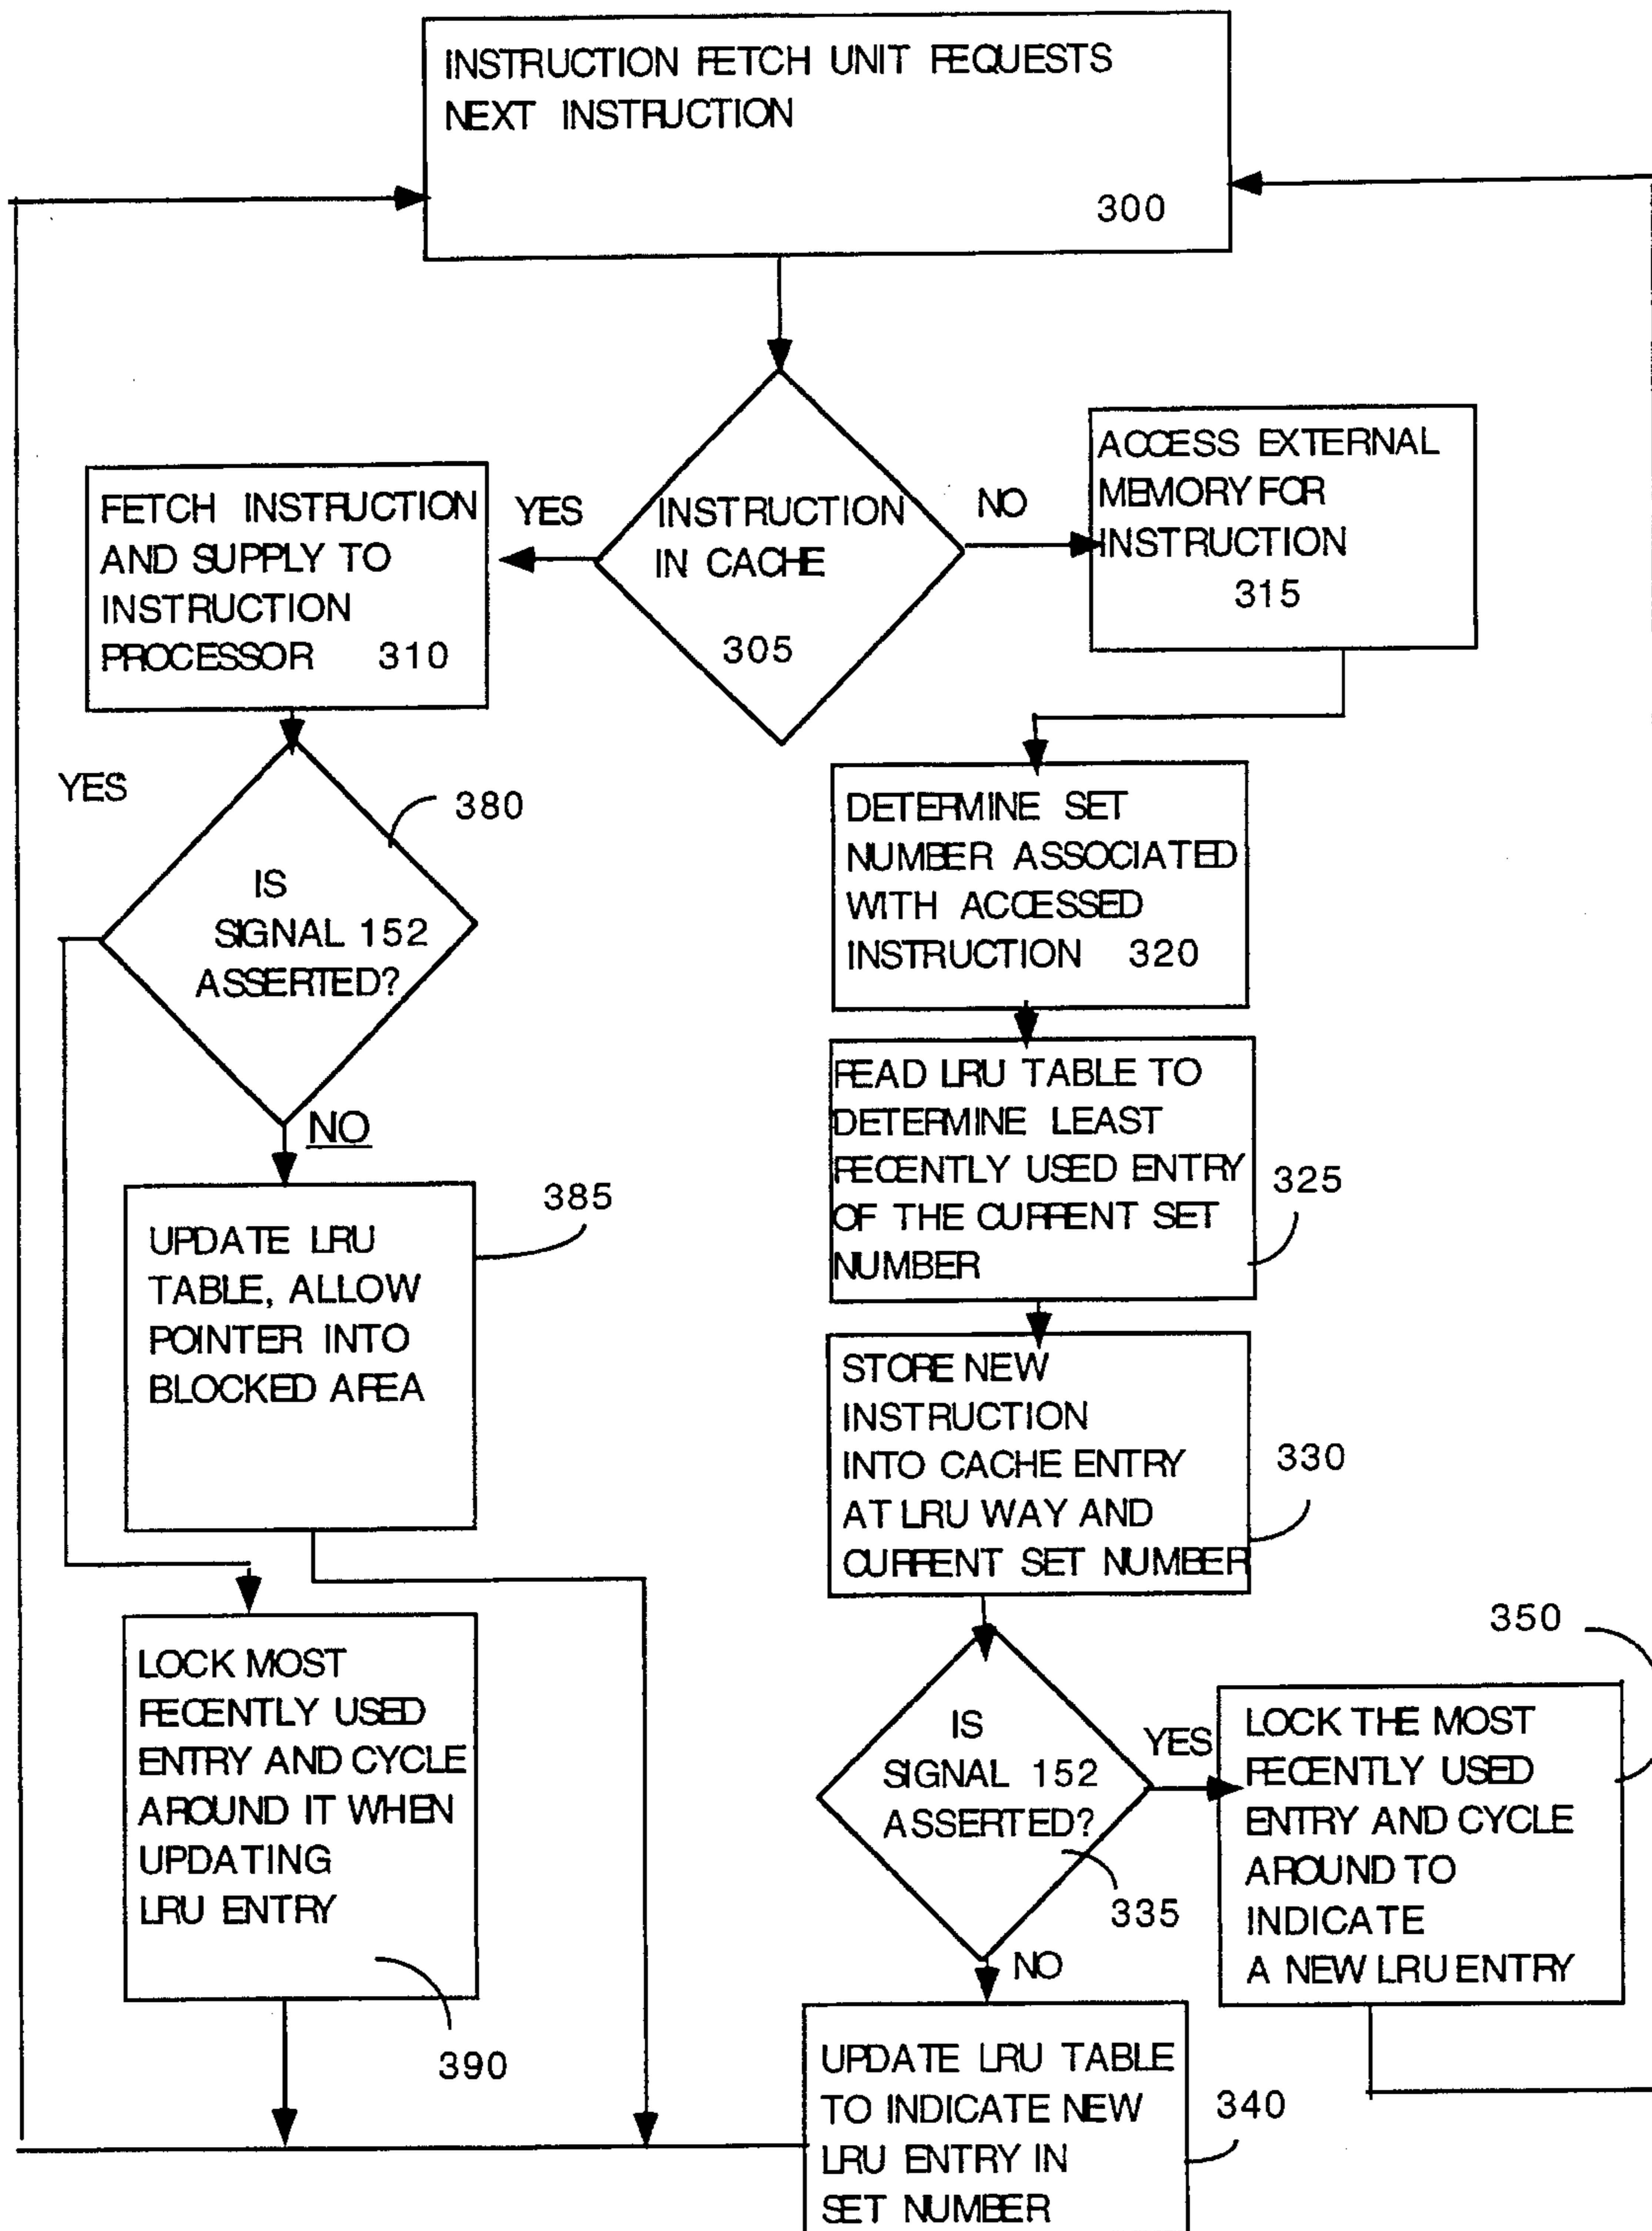 INSTRUCTION FETCH UNIT REQUESTS
NEXT INSTRUCTION
300
INSTRUCTION
IN CACHE
305
YES
NO
FETCH INSTRUCTION
AND SUPPLY TO
INSTRUCTION
PROCESSOR 310
ACCESS EXTERNAL
MEMORY FOR
INSTRUCTION
315
YES
380
IS
SIGNAL 152
ASSERTED?
NO
DETERMINE SET
NUMBER ASSOCIATED
WITH ACCESSED
INSTRUCTION 320
READ LRU TABLE TO
DETERMINE LEAST
RECENTLY USED ENTRY
OF THE CURRENT SET
NUMBER
325
385
UPDATE LRU
TABLE, ALLOW
POINTER INTO
BLOCKED AREA
STORE NEW
INSTRUCTION
INTO CACHE ENTRY
AT LRU WAY AND
CURRENT SET NUMBER
330
LOCK MOST
RECENTLY USED
ENTRY AND CYCLE
AROUND IT WHEN
UPDATING
LRU ENTRY
390
IS
SIGNAL 152
ASSERTED?
335
YES
NO
350
LOCK THE MOST
RECENTLY USED
ENTRY AND CYCLE
AROUND TO
INDICATE
A NEW LRU ENTRY
UPDATE LRU TABLE
TO INDICATE NEW
LRU ENTRY IN
SET NUMBER
340